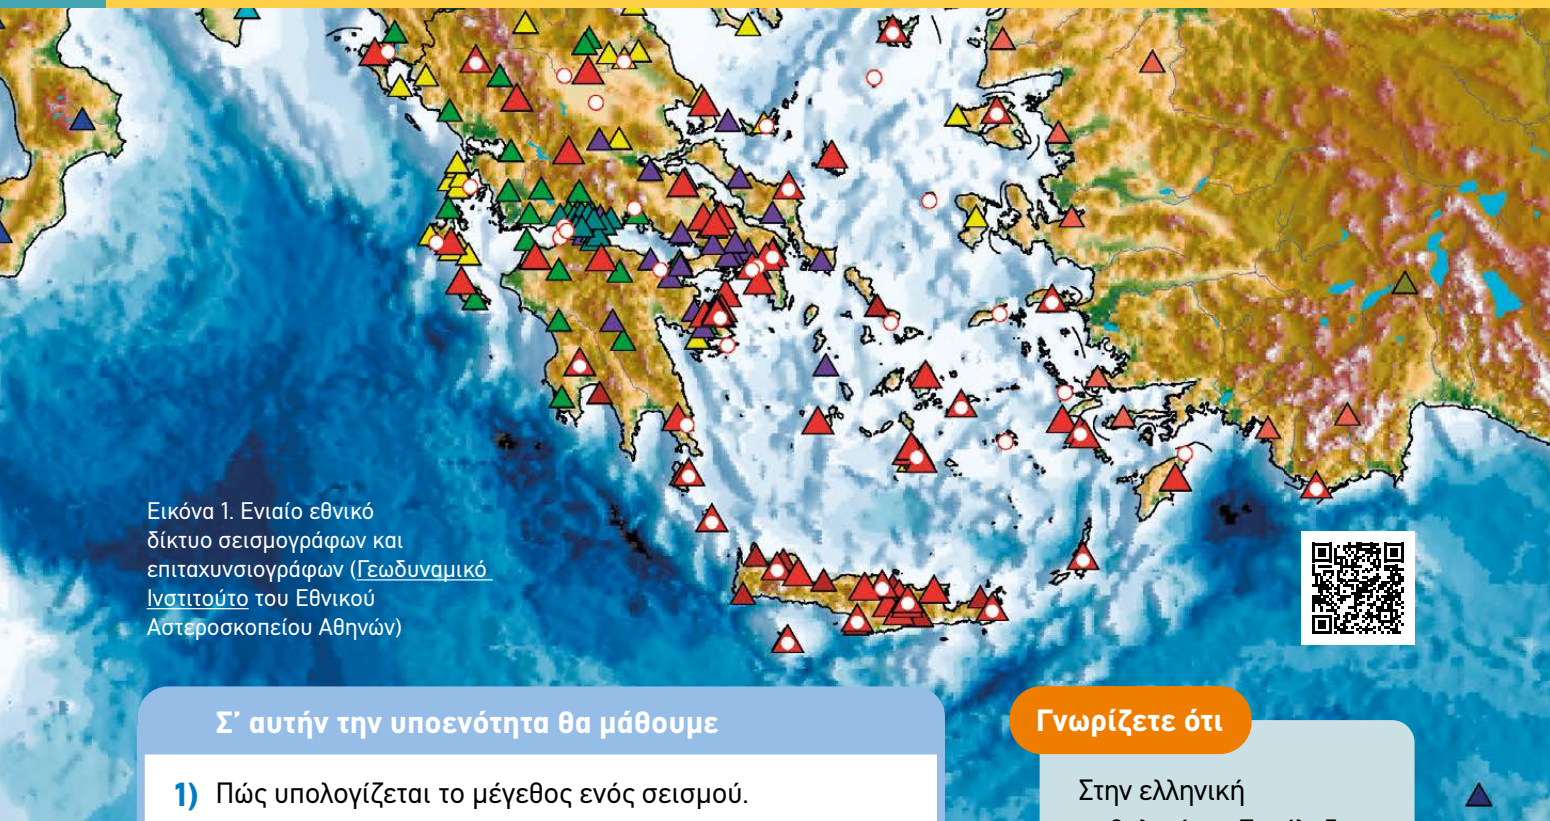 Εικόνα 1. Ενιαίο εθνικό
δίκτυο σεισμογράφων και
επιταχυνσιογράφων (Γεωδυναμικό
Ινστιτούτο του Εθνικού
Αστεροσκοπείου Αθηνών)
Σ’ αυτήν την υποενότητα θα μάθουμε
1) Πώς υπολογίζεται το μέγεθος ενός σεισμού.
Γνωρίζετε ότι
Στην ελληνική